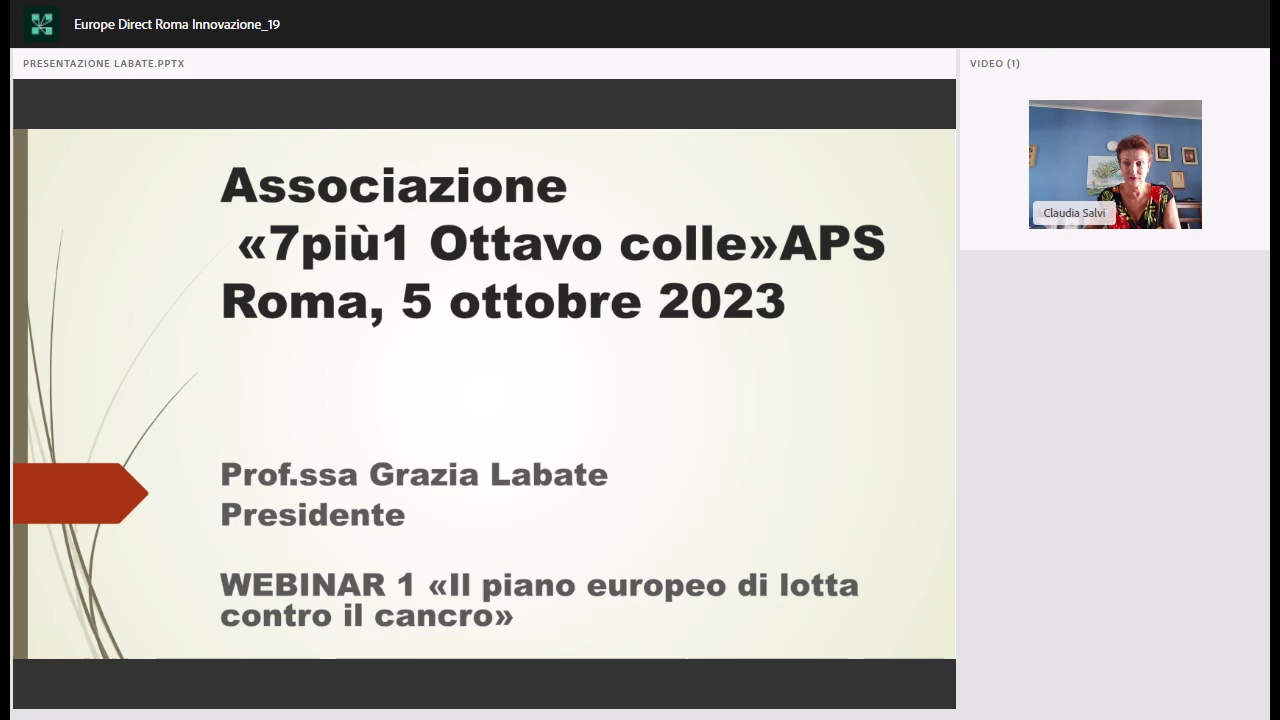 Europe Direct Roma Innovazione_19
PRESENTAZIONE LABATE.PPTX
VIDEO (1)
Claudia Salvi
Associazione
«7più1 Ottavo colle»APS
Roma, 5 ottobre 2023
Prof.ssa Grazia Labate
Presidente
WEBINAR 1 «Il piano europeo di lotta
contro il cancro»